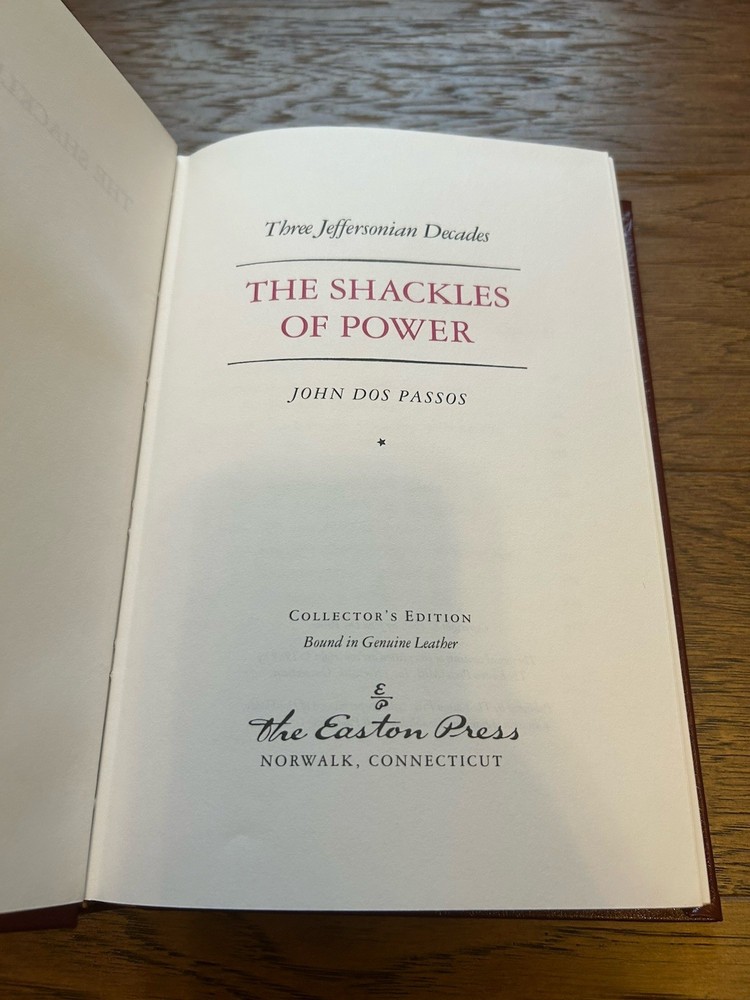 Three Jeffersonian Decades
THE SHACKLES
OF POWER
JOHN DOS PASSOS
COLLECTOR'S EDITION
Bound in Genuine Leather
E
P
The Easton Press
NORWALK, CONNECTICUT